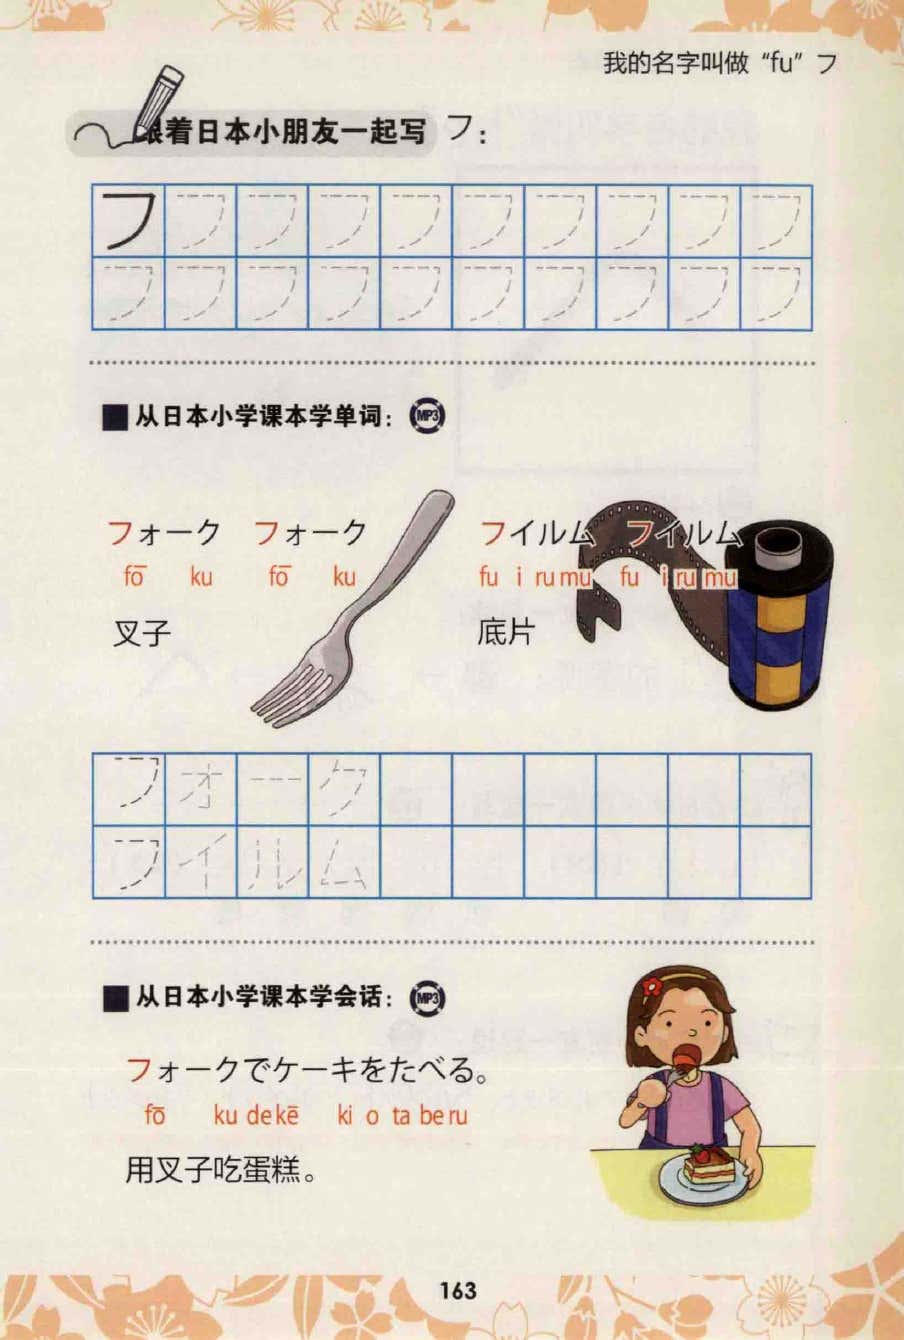 我的名字叫做“fu”フ
跟着日本小朋友一起写 フ：
フ フ フ フ フ フ フ フ フ フ
フ フ フ フ フ フ フ フ フ フ
从日本小学课本学单词： MP3
フォーク フォーク フイルム フイルム
fō ku fō ku fu i ru mu fu i ru mu
叉子 底片
フ オ ー ク
フ イ ル ム
从日本小学课本学会话： MP3
フォークでケーキをたべる。
fō ku de kē ki o ta be ru
用叉子吃蛋糕。
163